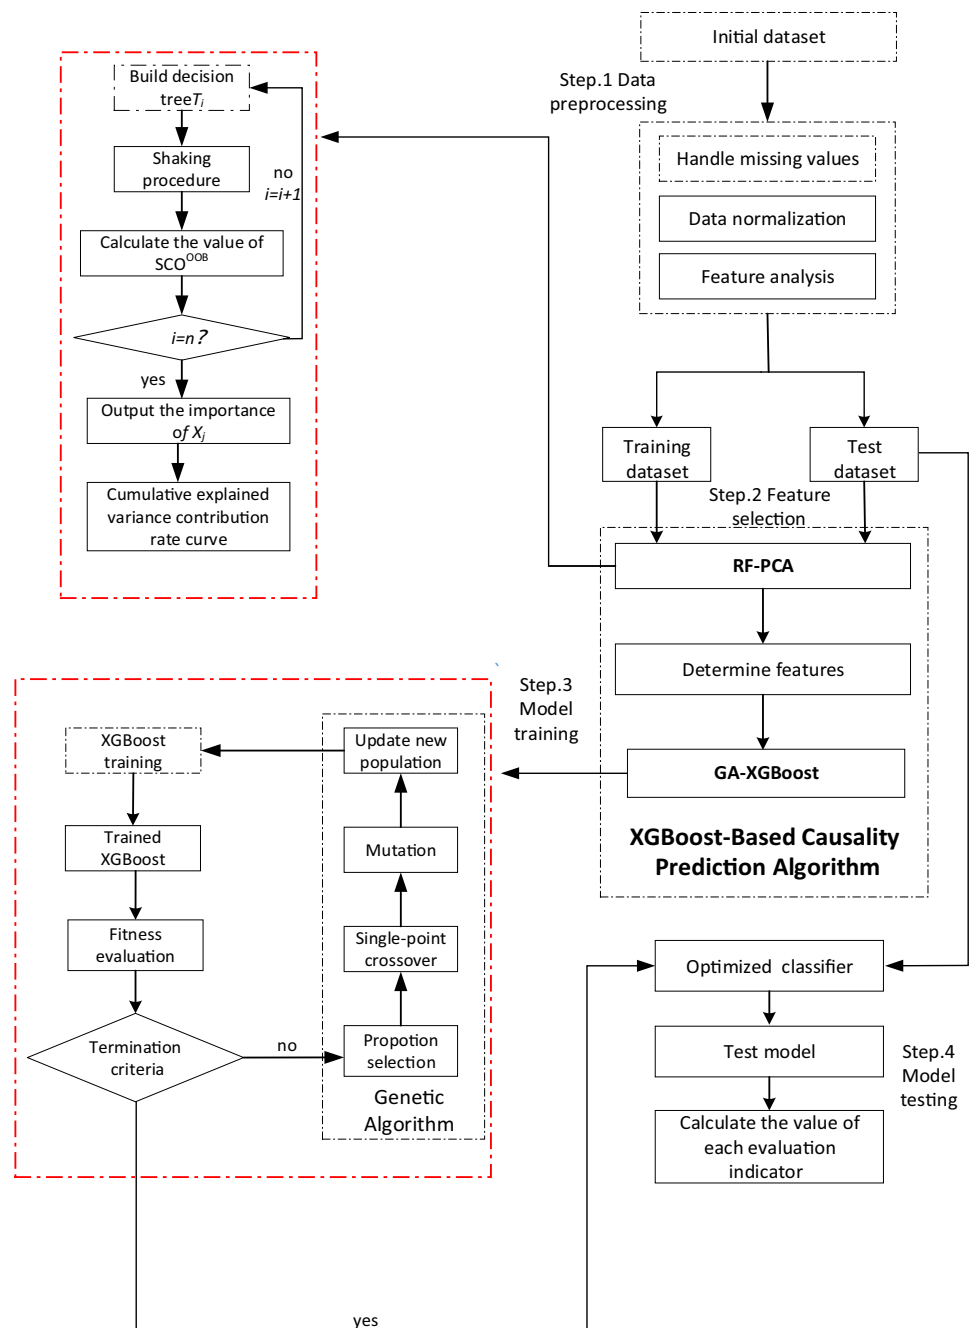 Initial dataset
Step.1 Data
preprocessing
Handle missing values
Data normalization
Feature analysis
Training
dataset
Test
dataset
Step.2 Feature
selection
RF-PCA
Determine features
GA-XGBoost
XGBoost-Based Causality
Prediction Algorithm
Build decision
treeTi
Shaking
procedure
no
i=i+1
Calculate the value of
SCO^OOB
i=n?
yes
Output the importance
of Xj
Cumulative explained
variance contribution
rate curve
Step.3
Model
training
XGBoost
training
Trained
XGBoost
Fitness
evaluation
Termination
criteria
no
Update new
population
Mutation
Single-point
crossover
Propotion
selection
Genetic
Algorithm
yes
Optimized classifier
Test model
Calculate the value of
each evaluation
indicator
Step.4
Model
testing